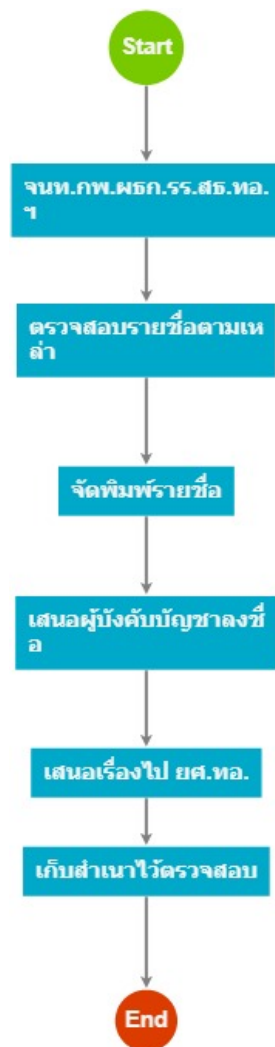 Start
จนท.กพ.ผธก.รร.สธ.ทอ.
ฯ
ตรวจสอบรายชื่อตามเห
ล่า
จัดพิมพ์รายชื่อ
เสนอผู้บังคับบัญชาลงชื่
อ
เสนอเรื่องไป ยศ.ทอ.
เก็บสำเนาไว้ตรวจสอบ
End